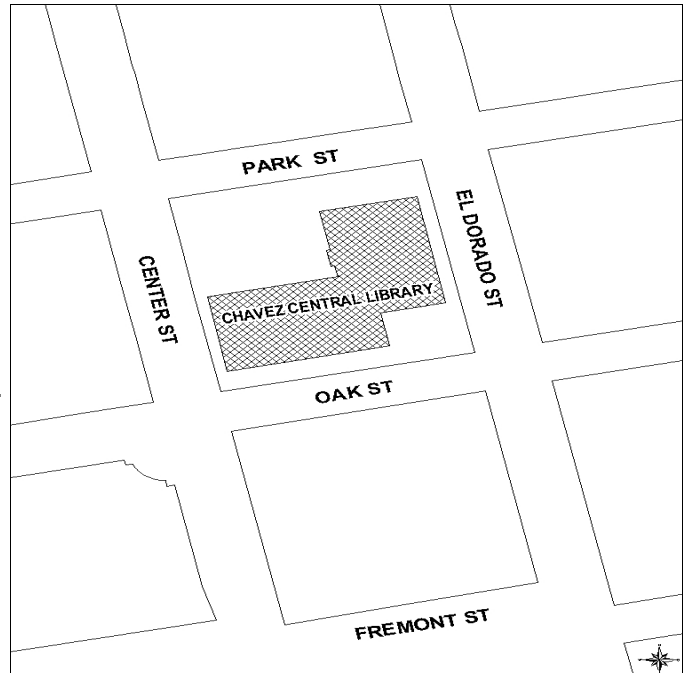 PARK ST
EL DORADO ST
CENTER ST
CHAVEZ CENTRAL LIBRARY
OAK ST
FREMONT ST